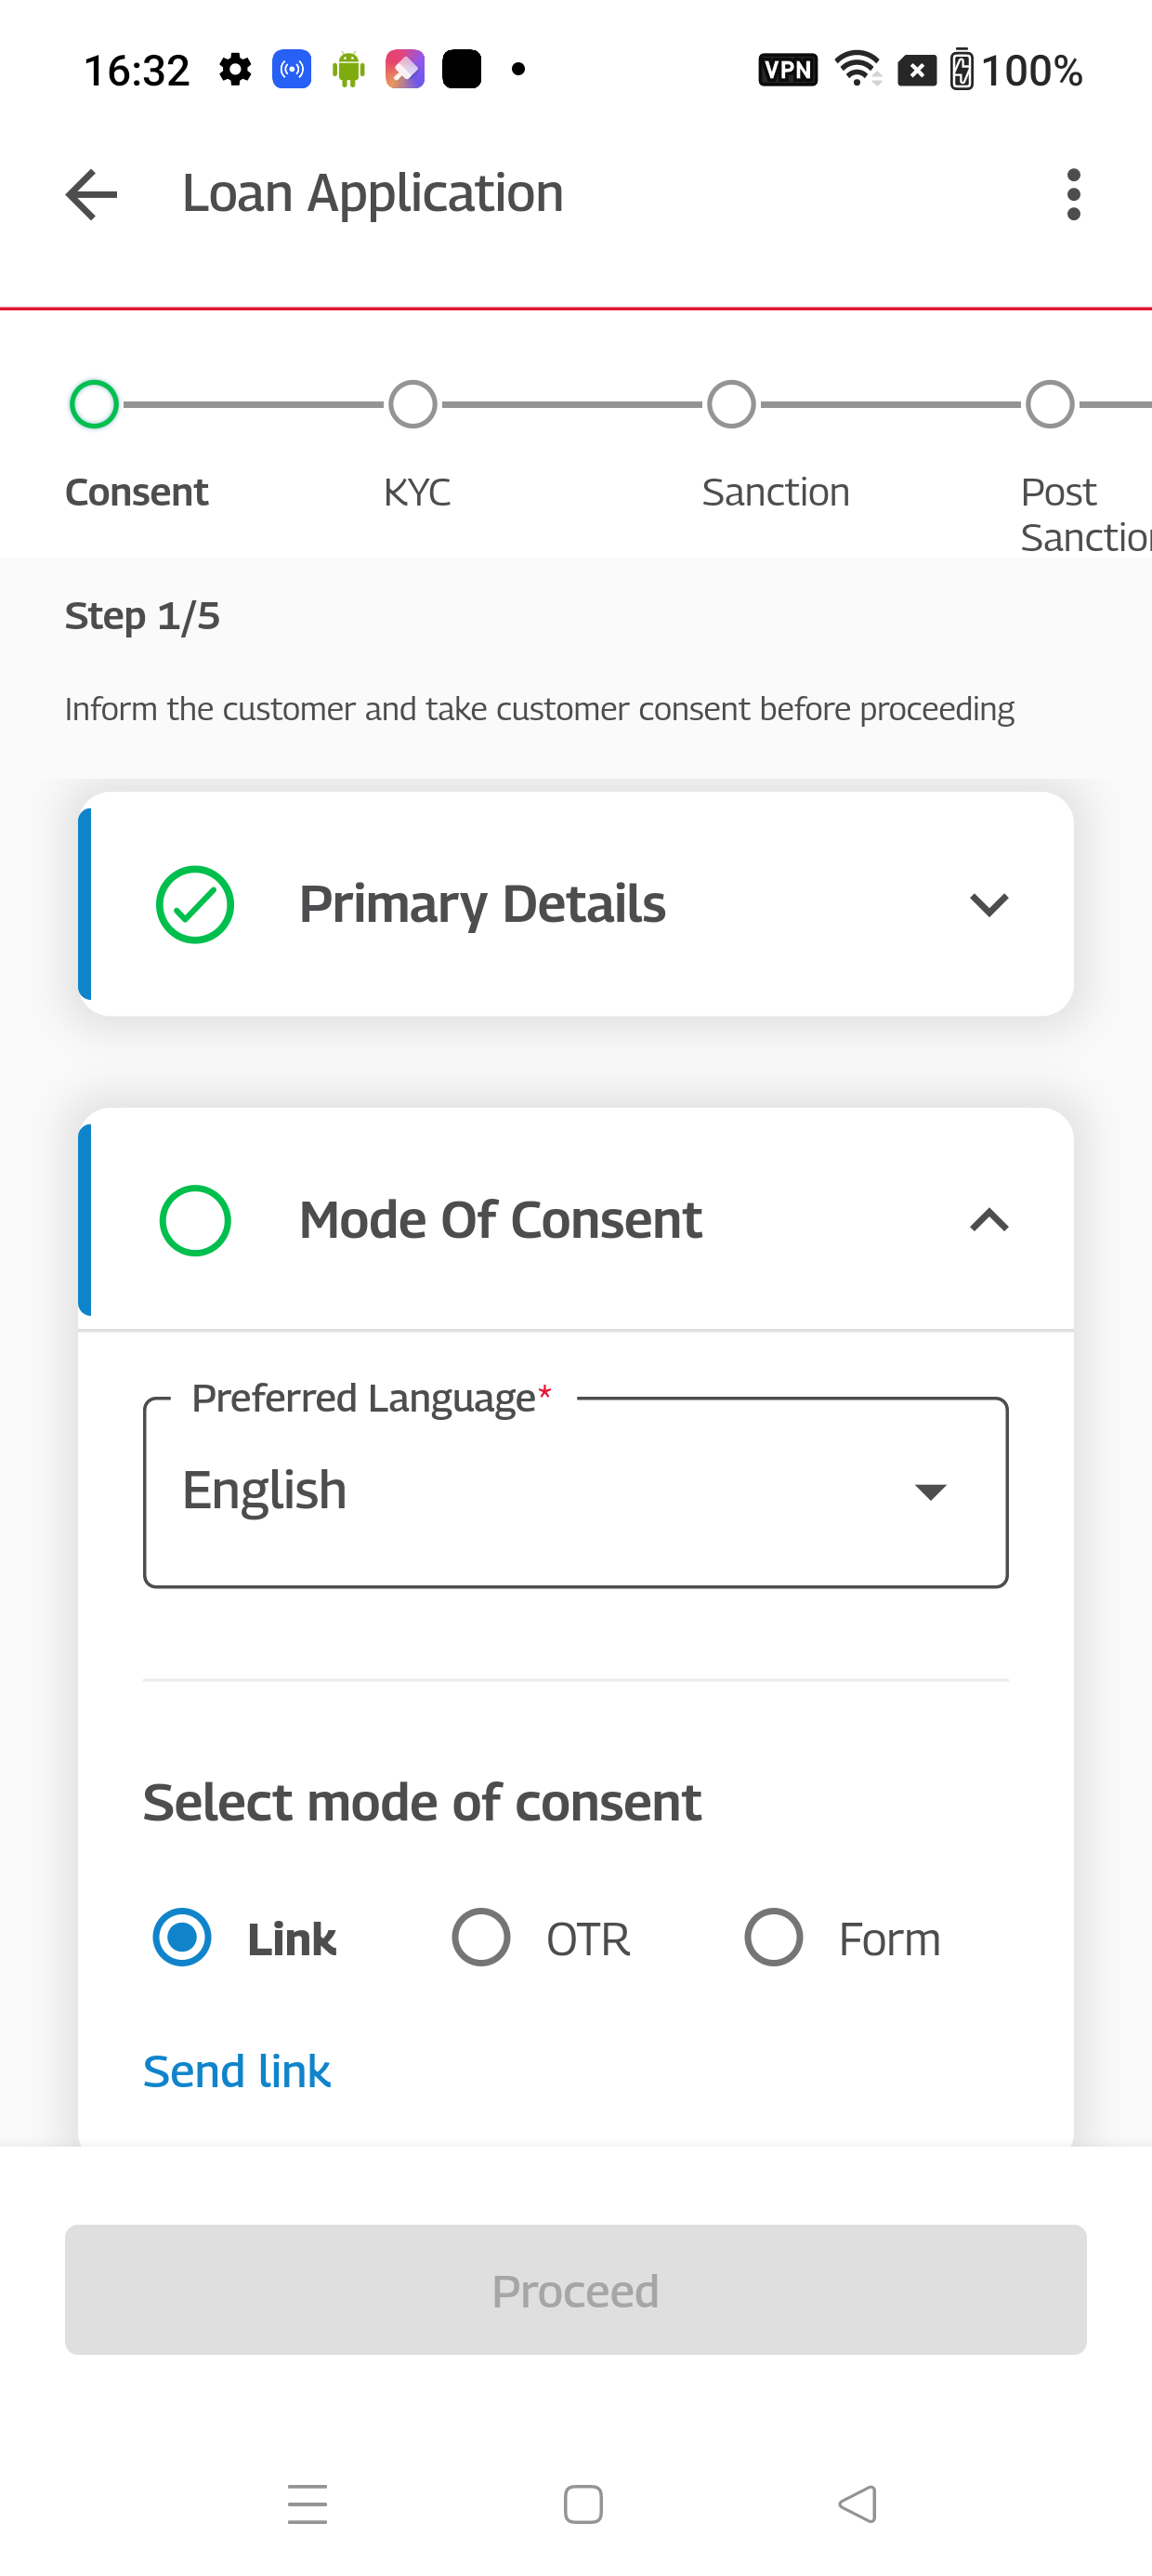 16:32
VPN
100%
Loan Application
Consent
KYC
Sanction
Post
Sanctio
Step 1/5
Inform the customer and take customer consent before proceeding
Primary Details
Mode Of Consent
Preferred Language*
English
Select mode of consent
Link
OTR
Form
Send link
Proceed